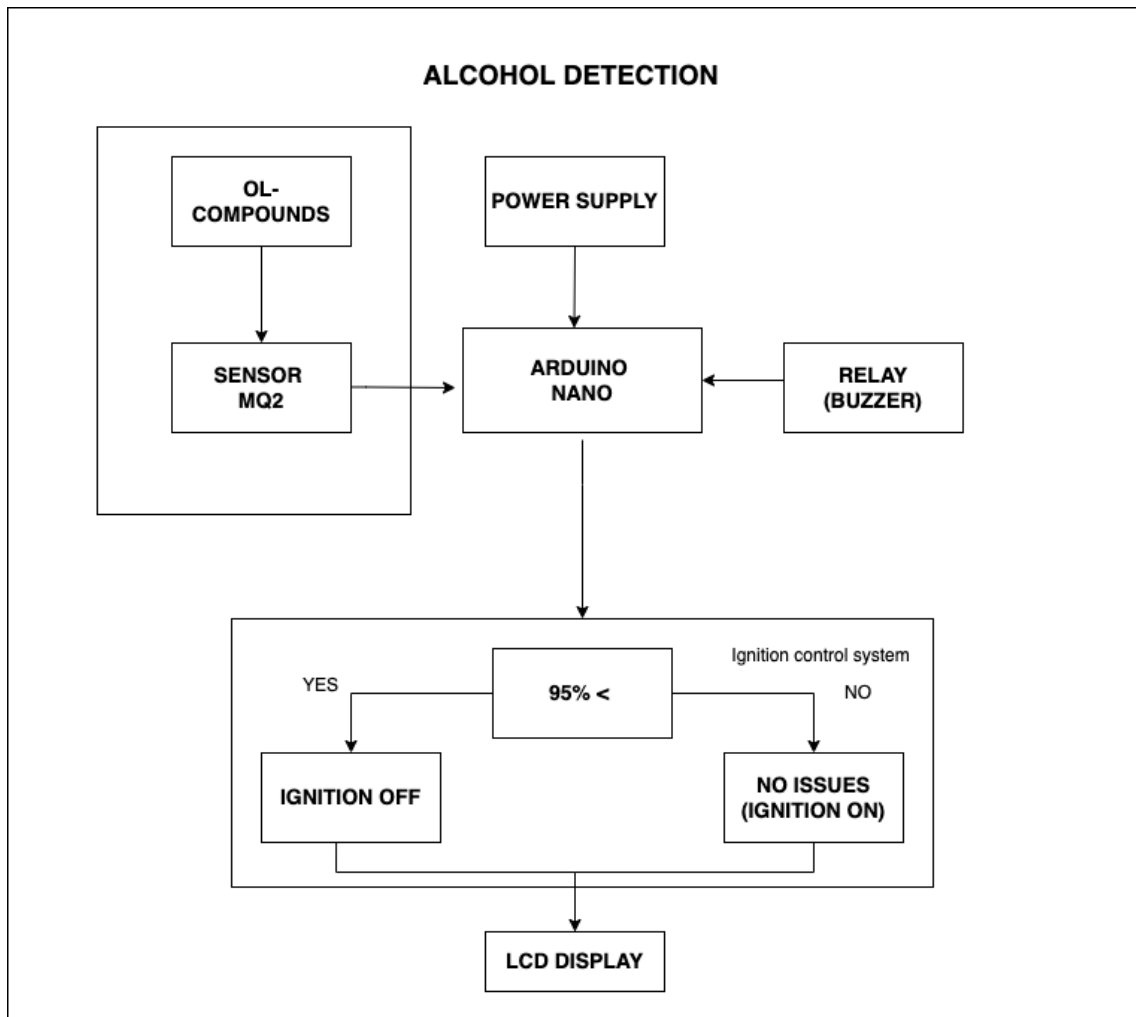 ALCOHOL DETECTION
OL-
COMPOUNDS
POWER SUPPLY
SENSOR
MQ2
ARDUINO
NANO
RELAY
(BUZZER)
Ignition control system
YES
95% <
NO
IGNITION OFF
NO ISSUES
(IGNITION ON)
LCD DISPLAY